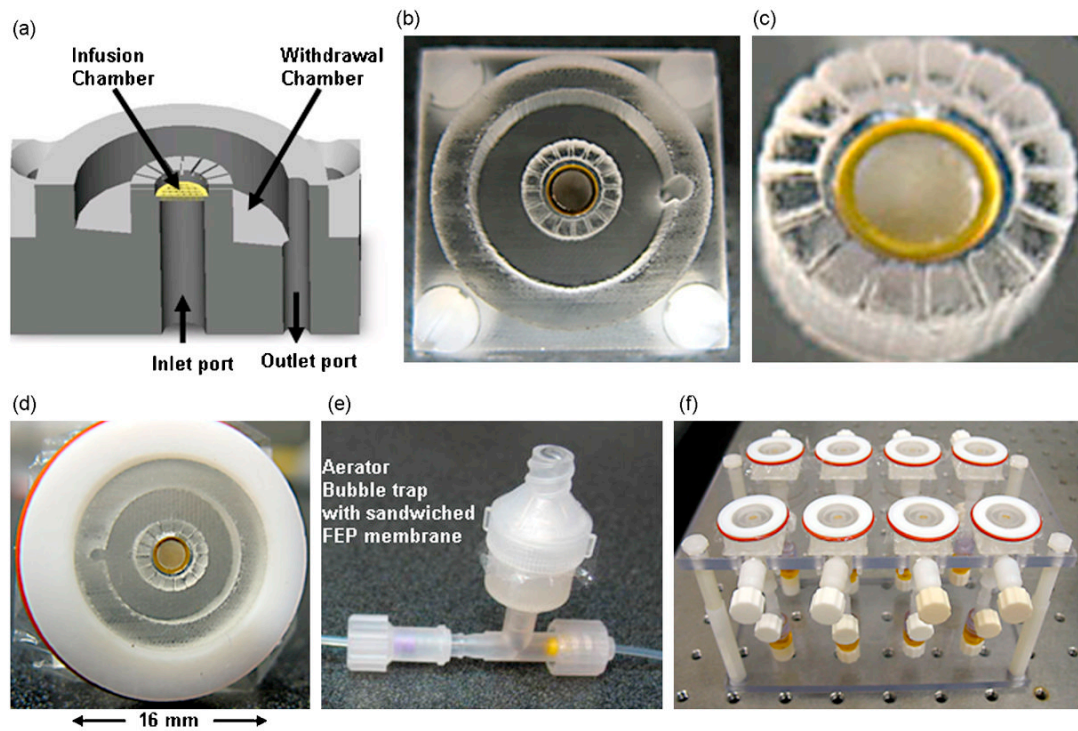 (a)
Infusion
Chamber
Withdrawal
Chamber
Inlet port
Outlet port
(b)
(c)
(d)
16 mm
(e)
Aerator
Bubble trap
with sandwiched
FEP membrane
(f)